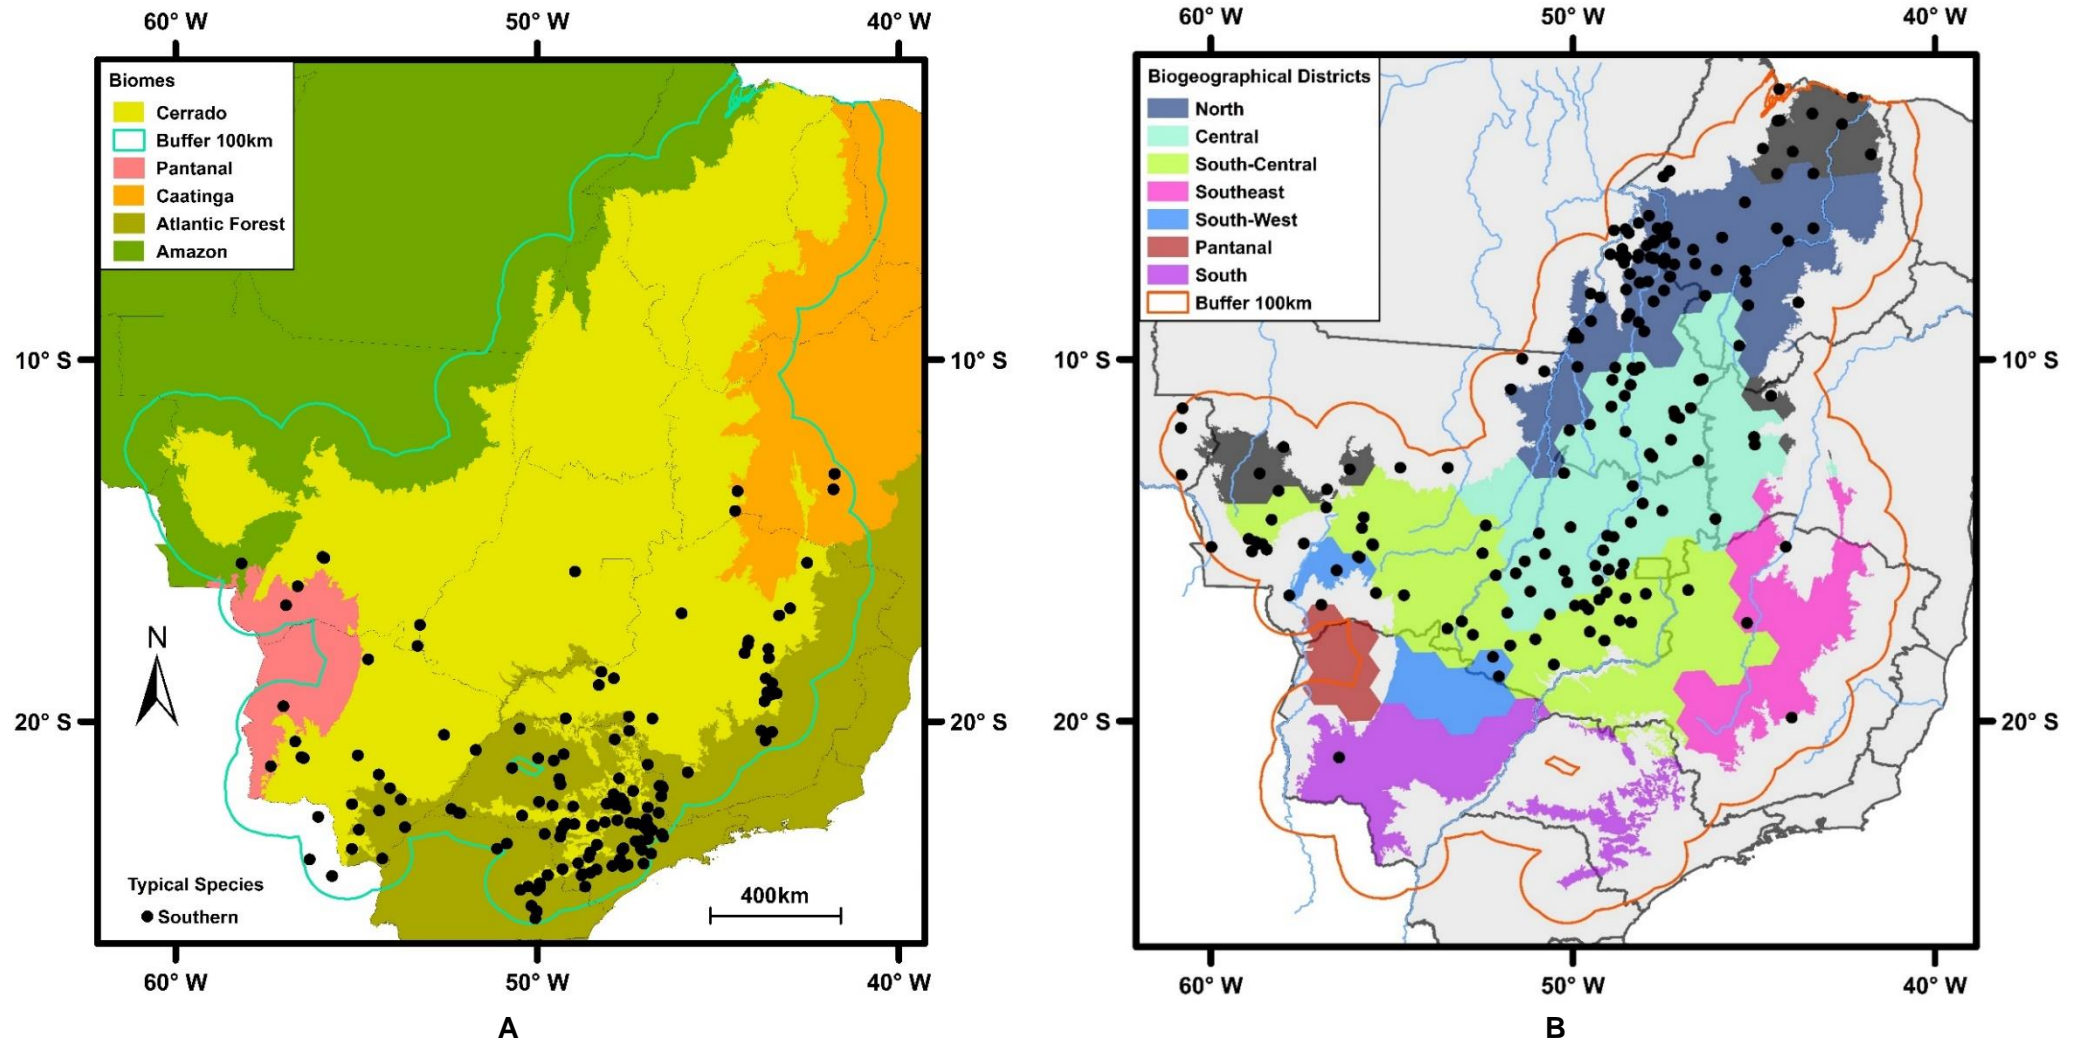 60° W
50° W
40° W
Biomes
Cerrado
Buffer 100km
Pantanal
Caatinga
Atlantic Forest
Amazon
10° S
10° S
20° S
20° S
N
Typical Species
Southern
400km
60° W
50° W
40° W
A
60° W
50° W
40° W
Biogeographical Districts
North
Central
South-Central
Southeast
South-West
Pantanal
South
Buffer 100km
10° S
10° S
20° S
20° S
60° W
50° W
40° W
B